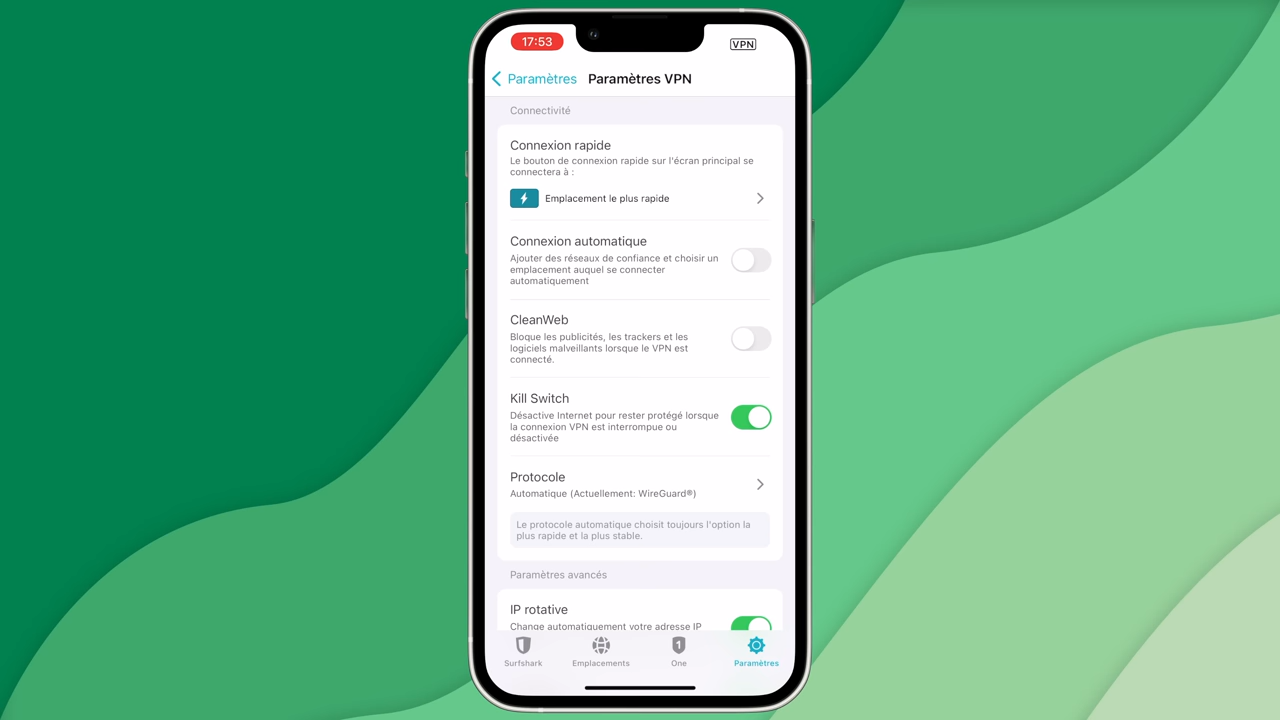 17:53
VPN
Paramètres
Paramètres VPN
Connectivité
Connexion rapide
Le bouton de connexion rapide sur l'écran principal se
connectera à :
Emplacement le plus rapide
Connexion automatique
Ajouter des réseaux de confiance et choisir un
emplacement auquel se connecter
automatiquement
CleanWeb
Bloque les publicités, les trackers et les
logiciels malveillants lorsque le VPN est
connecté.
Kill Switch
Désactive Internet pour rester protégé lorsque
la connexion VPN est interrompue ou
désactivée
Protocole
Automatique (Actuellement: WireGuard®)
Le protocole automatique choisit toujours l'option la
plus rapide et la plus stable.
Paramètres avancés
IP rotative
Change automatiquement votre adresse IP
1
Surfshark
Emplacements
One
Paramètres